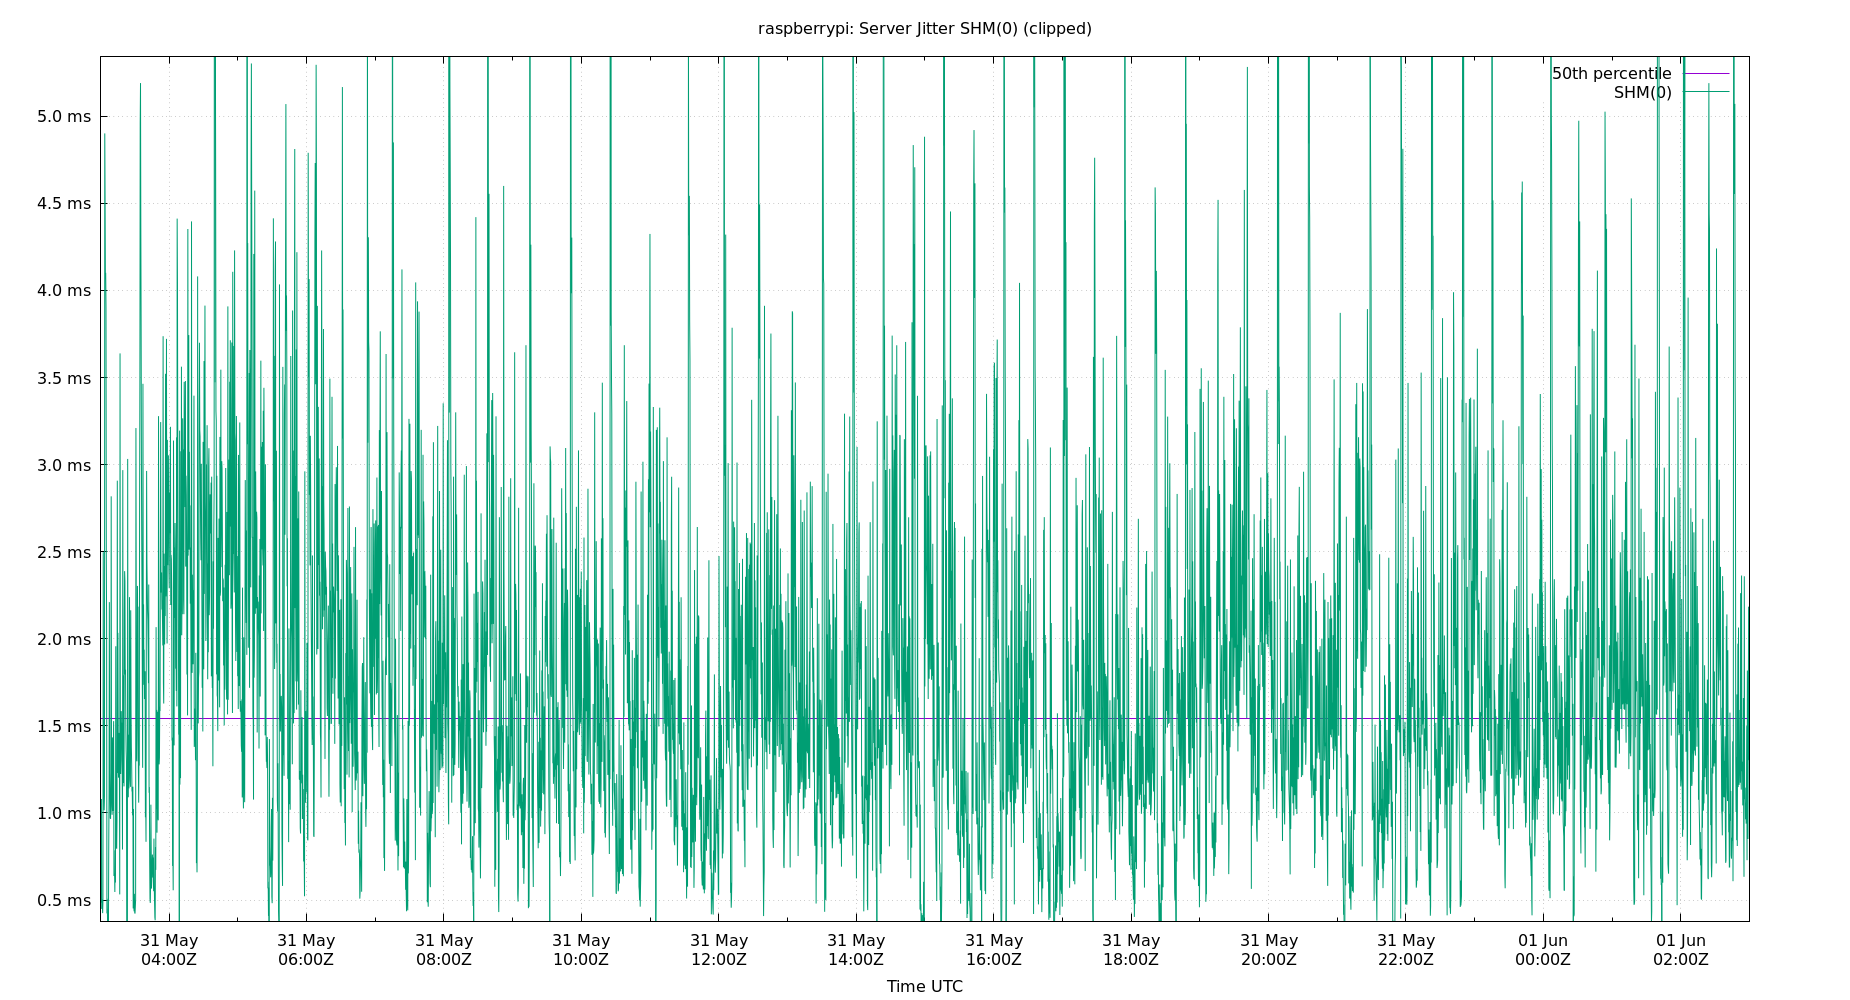 raspberrypi: Server Jitter SHM(0) (clipped)
50th percentile
SHM(0)
5.0 ms
4.5 ms
4.0 ms
3.5 ms
3.0 ms
2.5 ms
2.0 ms
1.5 ms
1.0 ms
0.5 ms
31 May 31 May 31 May 31 May 31 May 31 May 31 May 31 May 31 May 31 May 01 Jun 01 Jun
04:00Z 06:00Z 08:00Z 10:00Z 12:00Z 14:00Z 16:00Z 18:00Z 20:00Z 22:00Z 00:00Z 02:00Z
Time UTC